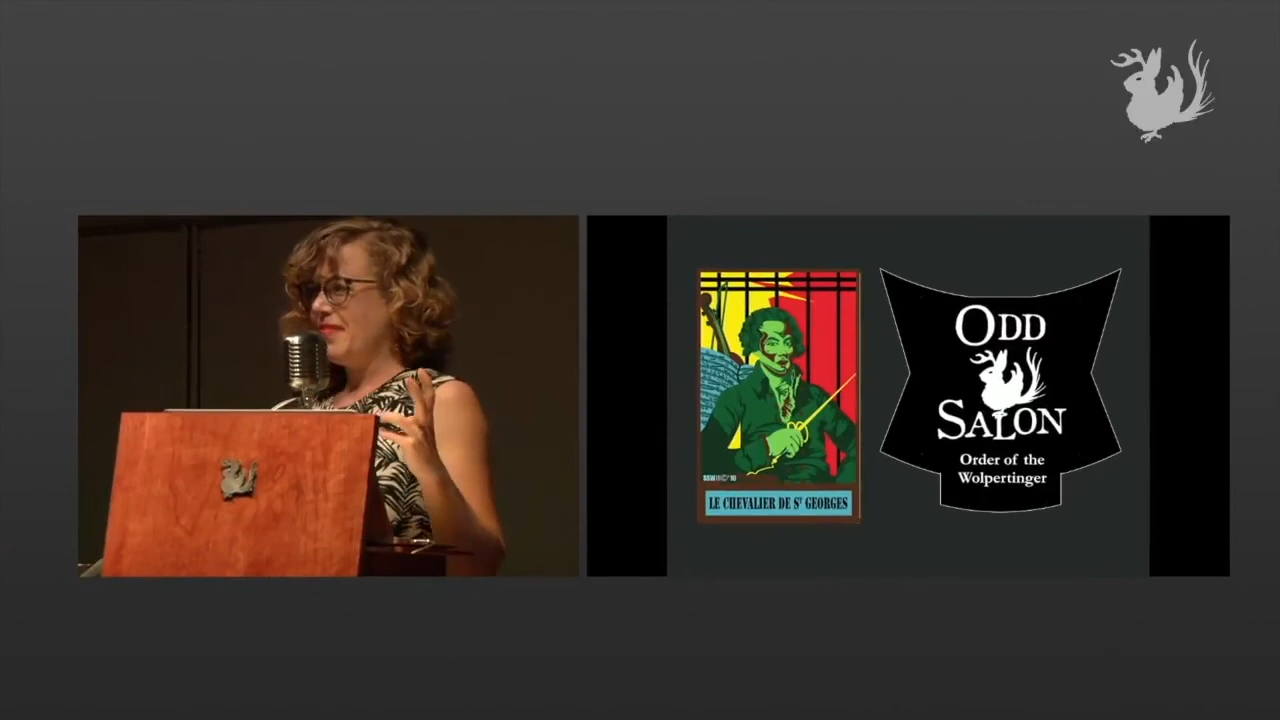 LE CHEVALIER DE ST GEORGES
ODD
SALON
Order of the
Wolpertinger